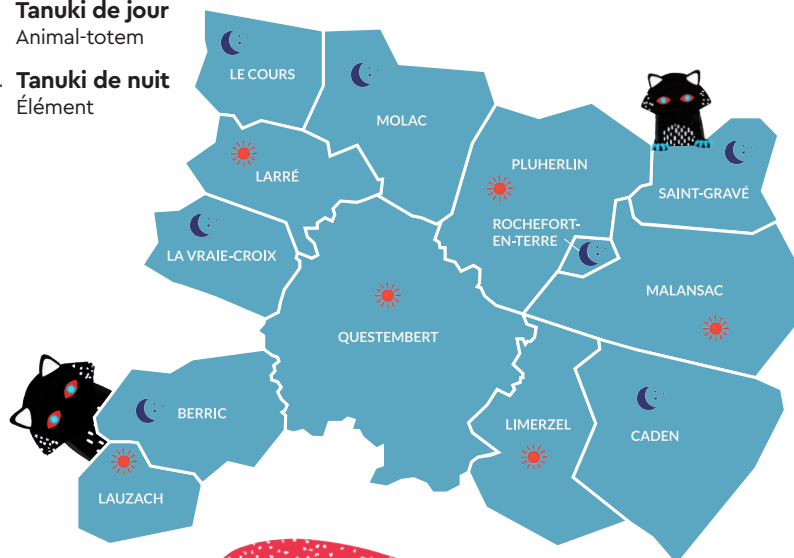 Tanuki de jour
Animal-totem
Tanuki de nuit
Élément
LE COURS
MOLAC
LARRÉ
PLUHERLIN
SAINT-GRAVÉ
ROCHEFORT-
EN-TERRE
LA VRAIE-CROIX
MALANSAC
QUESTEMBERT
BERRIC
LIMERZEL
CADEN
LAUZACH